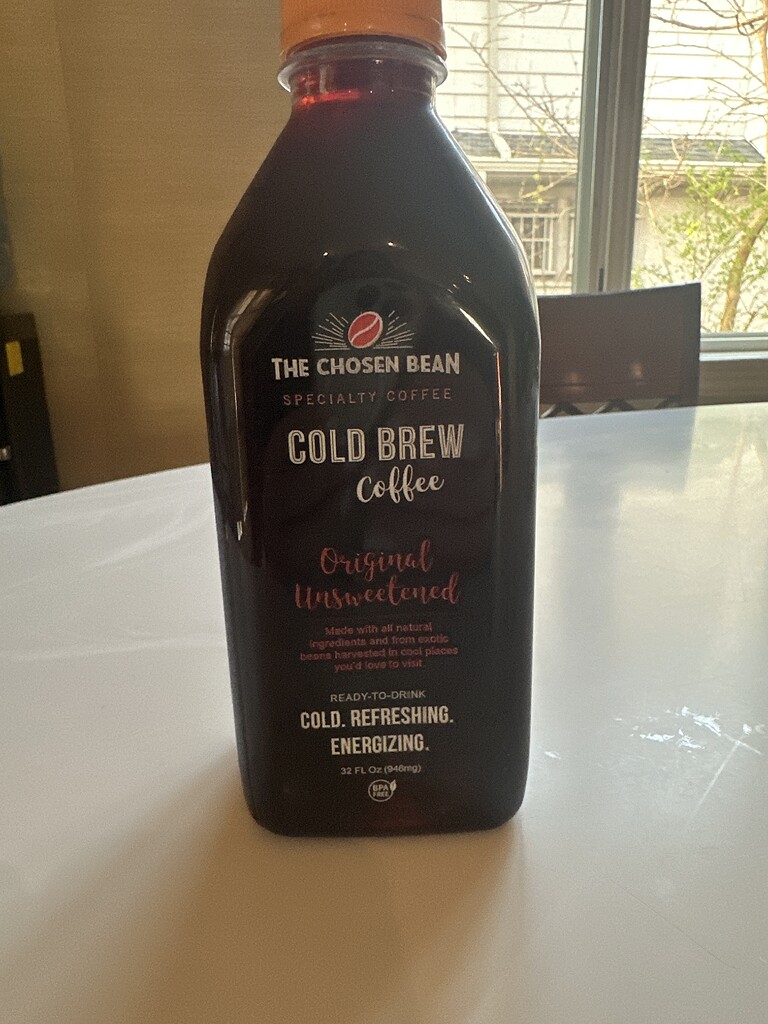 THE CHOSEN BEAN
SPECIALTY COFFEE
COLD BREW
Coffee
Original
Unsweetened
Made with all natural
ingredients and from exotic
beans harvested in cool places
you'd love to visit.
READY-TO-DRINK
COLD. REFRESHING.
ENERGIZING.
32 FL Oz (946mg)
BPA
FREE